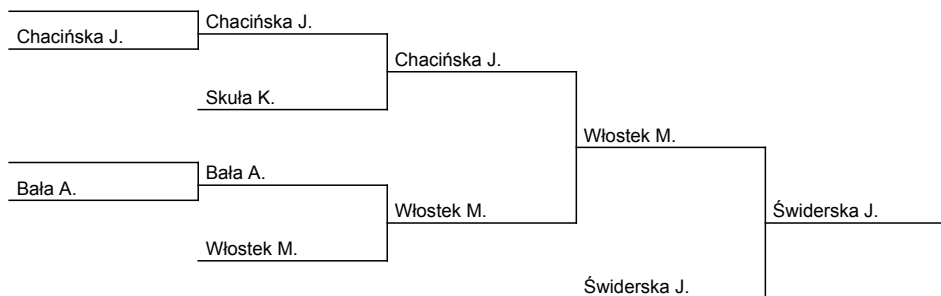 Chacińska J.
Chacińska J.
Skuła K.
Chacińska J.
Bała A.
Bała A.
Włostek M.
Włostek M.
Włostek M.
Świderska J.
Świderska J.